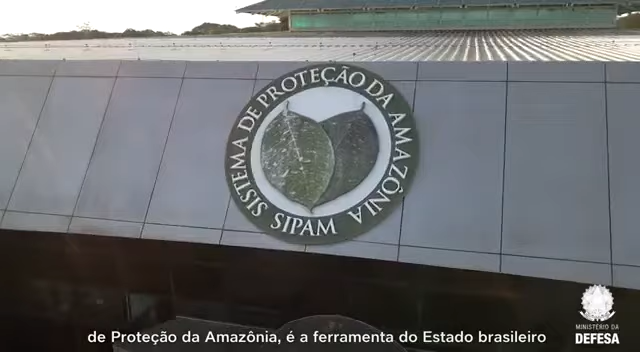 SISTEMA DE PROTEÇÃO DA AMAZÔNIA
SIPAM
de Proteção da Amazônia, é a ferramenta do Estado brasileiro
MINISTÉRIO DA
DEFESA